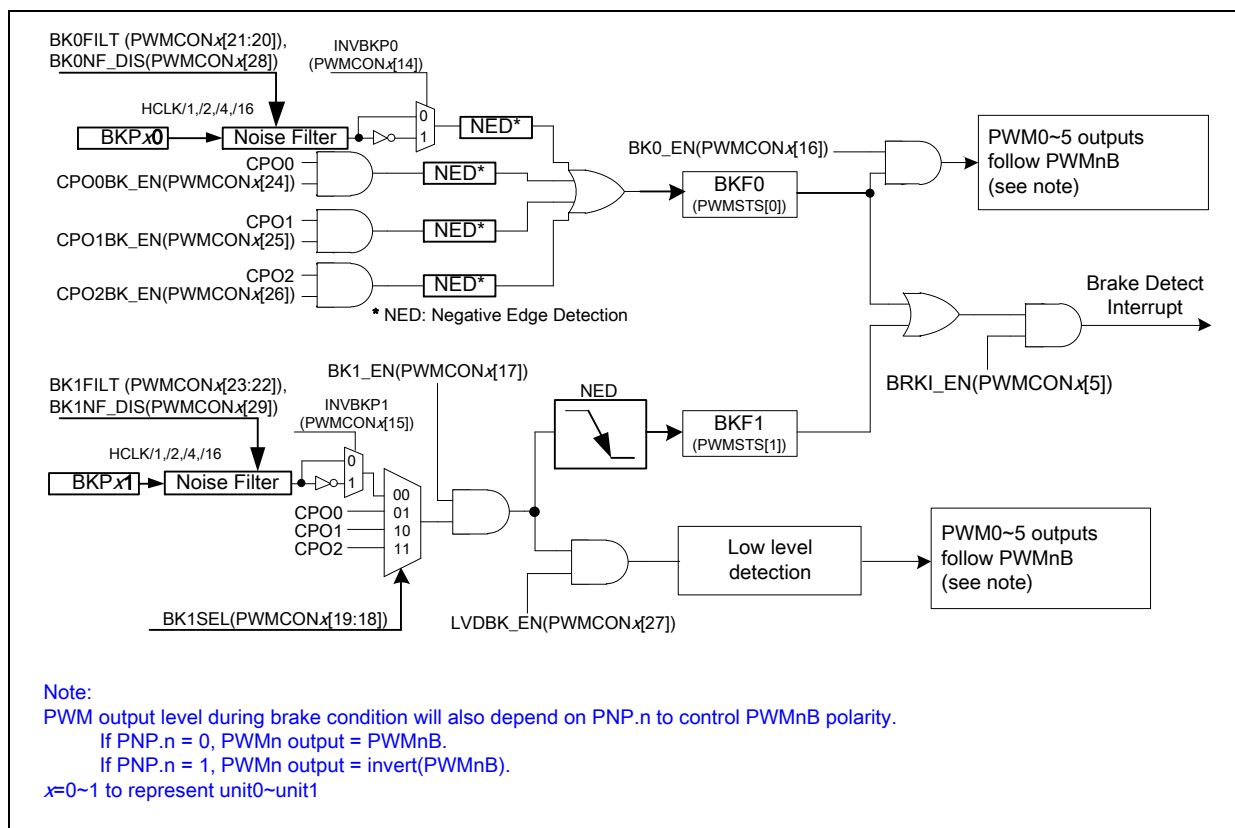 BK0FILT (PWMCONx[21:20]),
BK0NF_DIS(PWMCONx[28])
INVBKP0
(PWMCONx[14])
HCLK/1,/2,/4,/16
BKPx0
Noise Filter
0
1
NED*
CPO0
CPO0BK_EN(PWMCONx[24])
NED*
CPO1
CPO1BK_EN(PWMCONx[25])
NED*
CPO2
CPO2BK_EN(PWMCONx[26])
NED*
* NED: Negative Edge Detection
BK0_EN(PWMCONx[16])
BKF0
(PWMSTS[0])
PWM0~5 outputs
follow PWMnB
(see note)
Brake Detect
Interrupt
BRKI_EN(PWMCONx[5])
BK1_EN(PWMCONx[17])
BK1FILT (PWMCONx[23:22]),
BK1NF_DIS(PWMCONx[29])
INVBKP1
(PWMCONx[15])
HCLK/1,/2,/4,/16
BKPx1
Noise Filter
0
1
00
01
10
11
CPO0
CPO1
CPO2
BK1SEL(PWMCONx[19:18])
NED
BKF1
(PWMSTS[1])
LVDBK_EN(PWMCONx[27])
Low level
detection
PWM0~5 outputs
follow PWMnB
(see note)
Note:
PWM output level during brake condition will also depend on PNP.n to control PWMnB polarity.
If PNP.n = 0, PWMn output = PWMnB.
If PNP.n = 1, PWMn output = invert(PWMnB).
x=0~1 to represent unit0~unit1